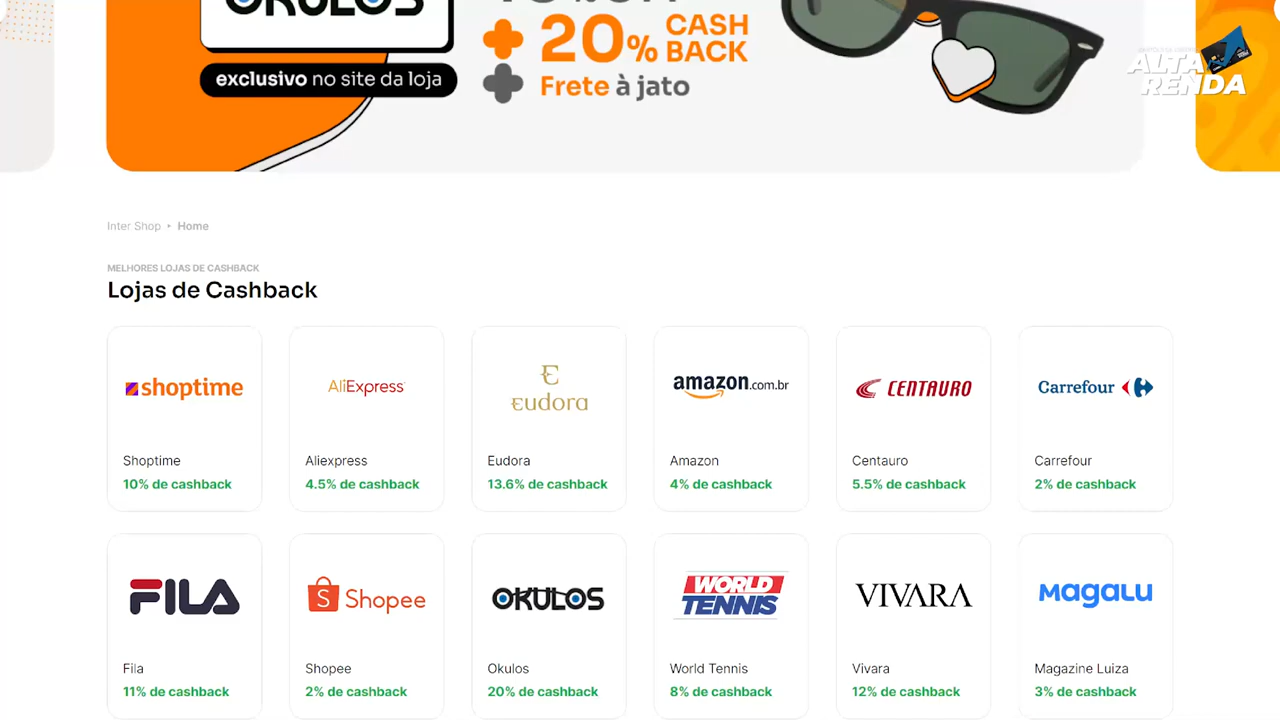 OKULOS
exclusivo no site da loja
+ 20% CASH BACK
+ Frete à jato
ALTA RENDA
Inter Shop • Home
MELHORES LOJAS DE CASHBACK
Lojas de Cashback
shoptime
AliExpress
Eudora
amazon.com.br
CENTAURO
Carrefour
Shoptime
Aliexpress
Eudora
Amazon
Centauro
Carrefour
10% de cashback
4.5% de cashback
13.6% de cashback
4% de cashback
5.5% de cashback
2% de cashback
FILA
Shopee
OKULOS
WORLD TENNIS
VIVARA
Magalu
Fila
Shopee
Okulos
World Tennis
Vivara
Magazine Luiza
11% de cashback
2% de cashback
20% de cashback
8% de cashback
12% de cashback
3% de cashback